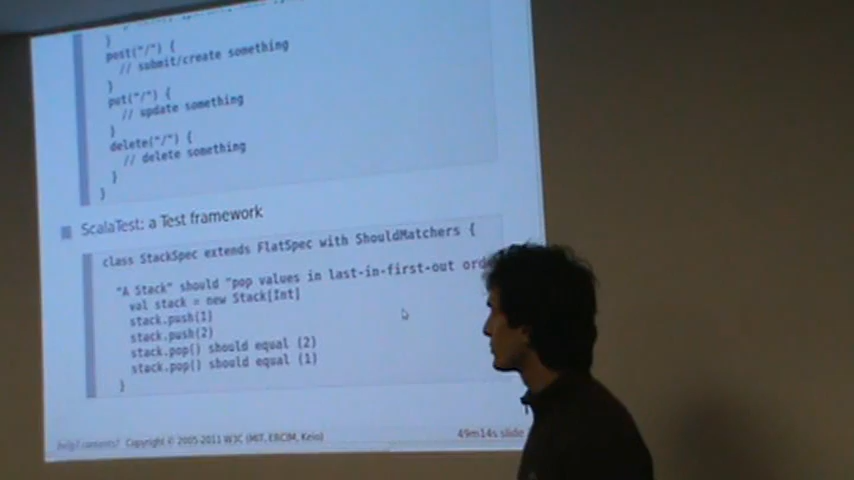 }
post("/") {
// submit/create something
}
put("/") {
// update something
}
delete("/") {
// delete something
}
}
ScalaTest: a Test framework
class StackSpec extends FlatSpec with ShouldMatchers {
"A Stack" should "pop values in last-in-first-out
val stack = new Stack[Int]
stack.push(1)
stack.push(2)
stack.pop() should equal (2)
stack.pop() should equal (1)
}
help? Copyright © 2005-2011 W3C (MIT, ERCIM, Keio)
49m14s slide